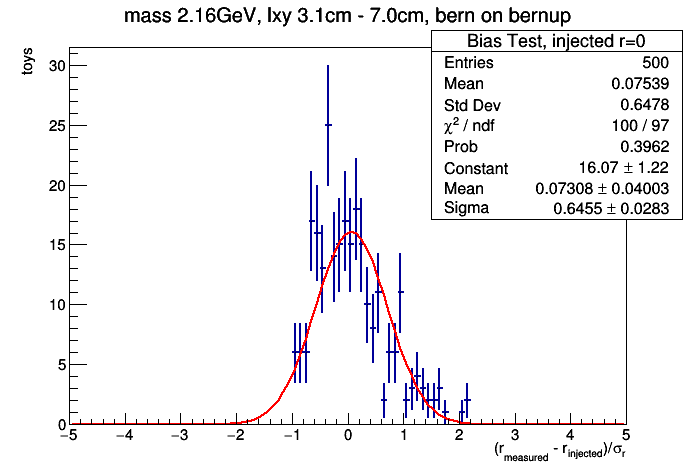 mass 2.16GeV, lxy 3.1cm - 7.0cm, bern on bernup
Bias Test, injected r=0
Entries 500
Mean 0.07539
Std Dev 0.6478
χ² / ndf 100 / 97
Prob 0.3962
Constant 16.07 ± 1.22
Mean 0.07308 ± 0.04003
Sigma 0.6455 ± 0.0283
toys
30
25
20
15
10
5
0
−5 −4 −3 −2 −1 0 1 2 3 4 5
(r_measured - r_injected)/σ_r